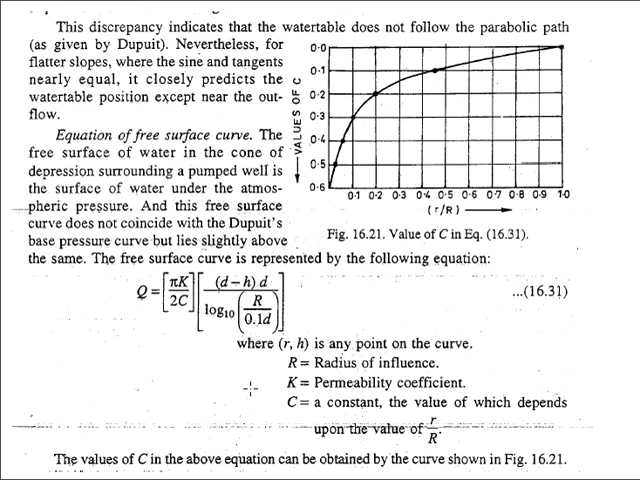 This discrepancy indicates that the watertable does not follow the parabolic path
(as given by Dupuit). Nevertheless, for
flatter slopes, where the sine and tangents
nearly equal, it closely predicts the
watertable position except near the out-
flow.
Equation of free surface curve. The
free surface of water in the cone of
depression surrounding a pumped well is
the surface of water under the atmos-
pheric pressure. And this free surface
curve does not coincide with the Dupuit's
base pressure curve but lies slightly above
VALUES OF C
0·0
0·1
0·2
0·3
0·4
0·5
0·6
0·1 0·2 0·3 0·4 0·5 0·6 0·7 0·8 0·9 1·0
(r/R)
Fig. 16.21. Value of C in Eq. (16.31).
the same. The free surface curve is represented by the following equation:
Q = [πK / 2C] [(d – h) d / log10 (R / 0.1d)] ...(16.31)
where (r, h) is any point on the curve.
R = Radius of influence.
K = Permeability coefficient.
C = a constant, the value of which depends
upon the value of r/R.
The values of C in the above equation can be obtained by the curve shown in Fig. 16.21.